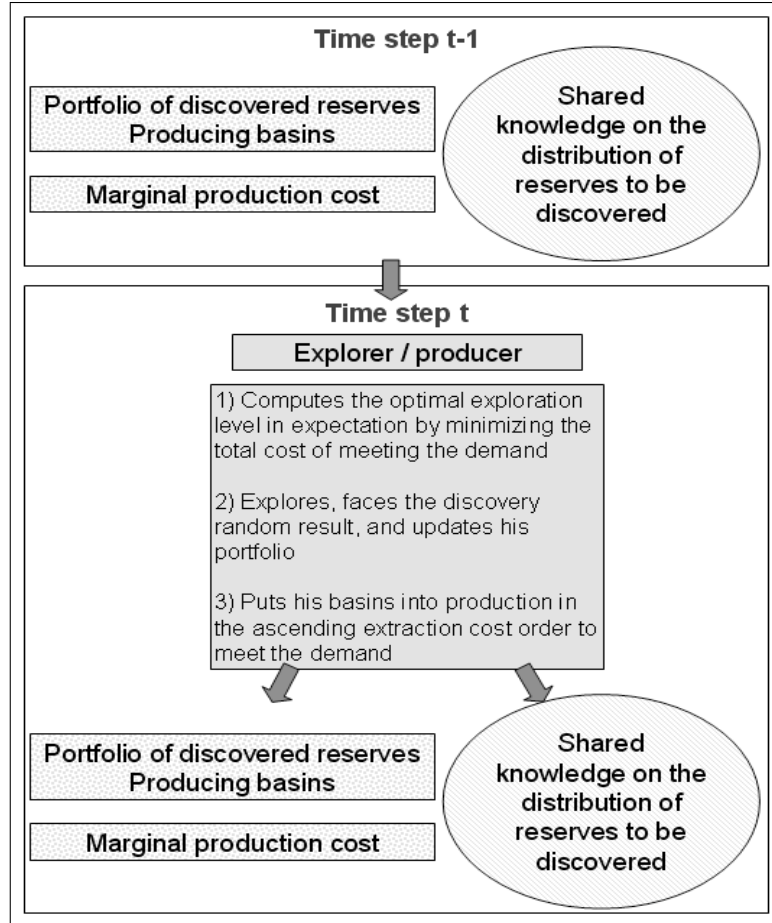 Time step t-1
Portfolio of discovered reserves
Producing basins
Marginal production cost
Shared
knowledge on the
distribution of
reserves to be
discovered
Time step t
Explorer / producer
1) Computes the optimal exploration
level in expectation by minimizing the
total cost of meeting the demand
2) Explores, faces the discovery
random result, and updates his
portfolio
3) Puts his basins into production in
the ascending extraction cost order to
meet the demand
Portfolio of discovered reserves
Producing basins
Marginal production cost
Shared
knowledge on the
distribution of
reserves to be
discovered